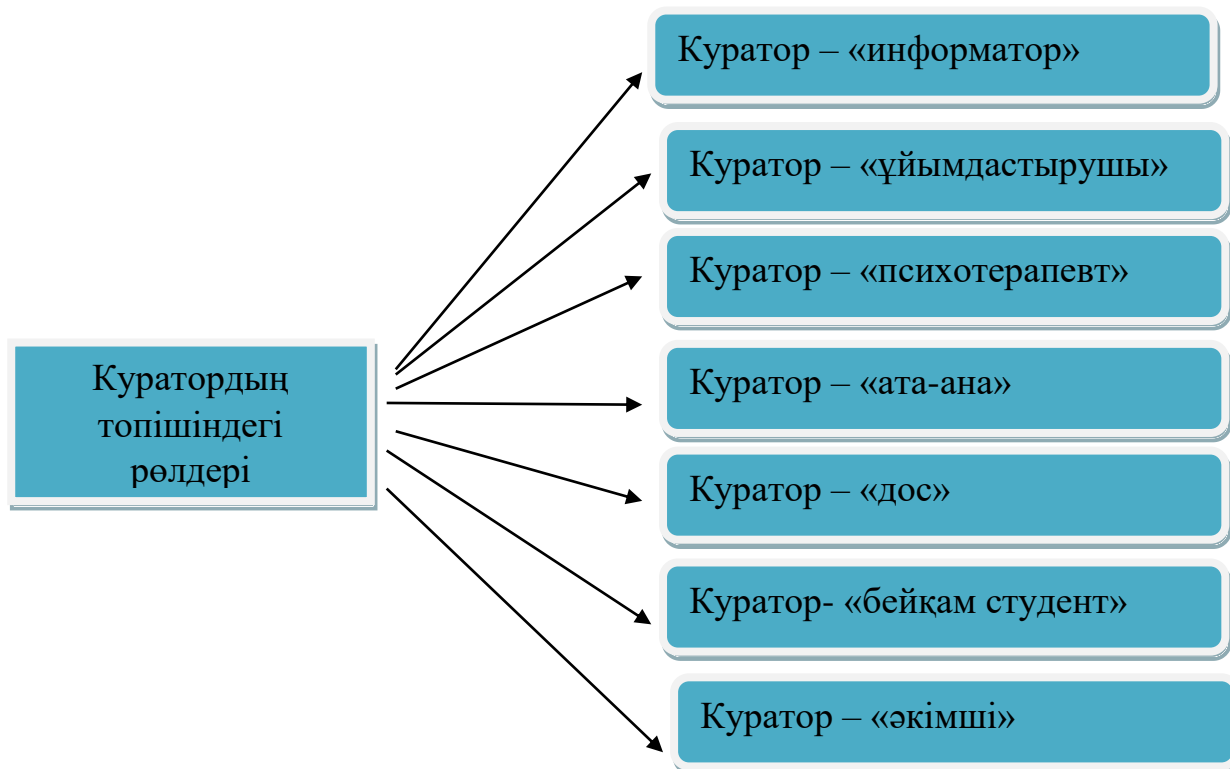 Куратор – «информатор»
Куратор – «ұйымдастырушы»
Куратор – «психотерапевт»
Куратордың
топішіндегі
рөлдері
Куратор – «ата-ана»
Куратор – «дос»
Куратор- «бейқам студент»
Куратор – «әкімші»